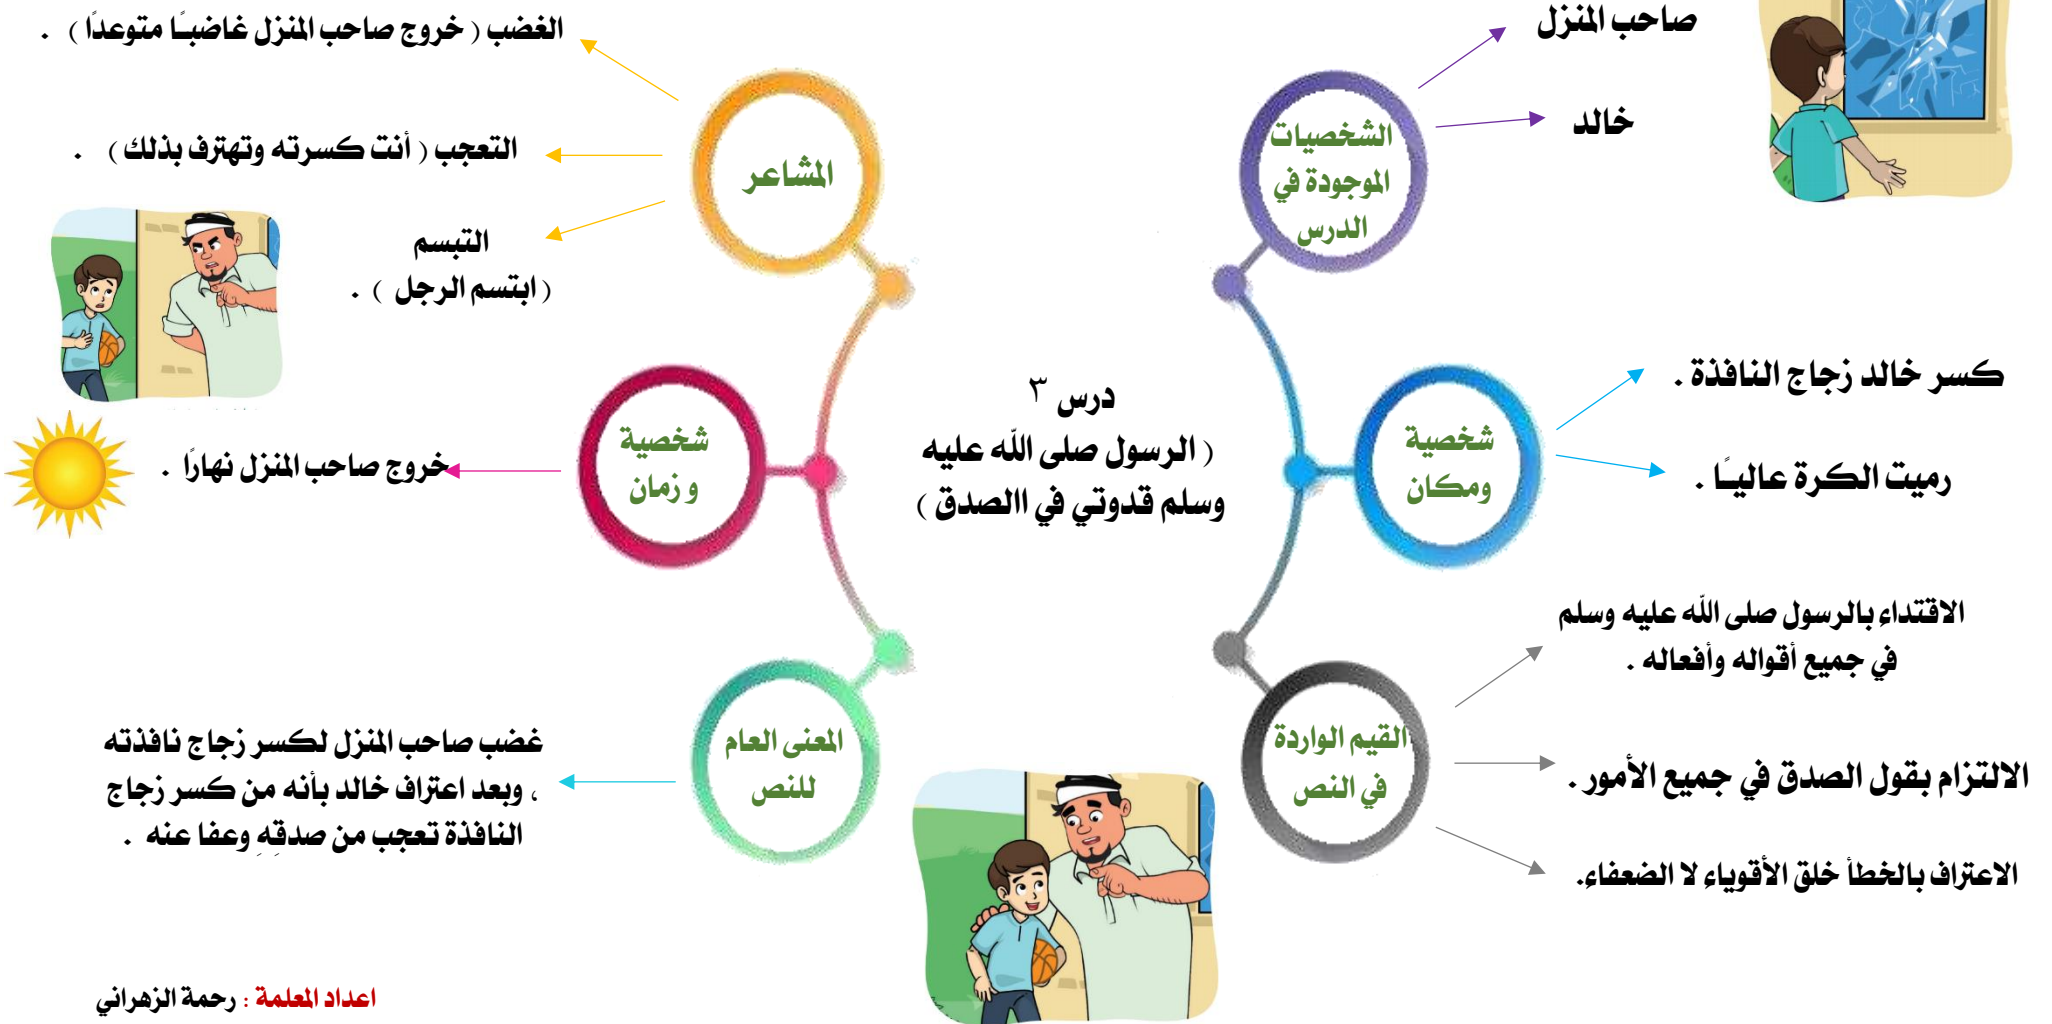 صاحب المنزل
خالد
الشخصيات
الموجودة في
الدرس
الغضب ( خروج صاحب المنزل غاضبًا متوعدًا ) .
التعجب ( أنت كسرته وتهترف بذلك ) .
التبسم
( ابتسم الرجل ) .
المشاعر
درس ٣
( الرسول صلى الله عليه
وسلم قدوتي في االصدق )
كسر خالد زجاج النافذة .
رميت الكرة عاليًا .
شخصية
ومكان
شخصية
و زمان
خروج صاحب المنزل نهارًا .
الاقتداء بالرسول صلى الله عليه وسلم
في جميع أقواله وأفعاله .
الالتزام بقول الصدق في جميع الأمور .
الاعتراف بالخطأ خلق الأقوياء لا الضعفاء.
القيم الواردة
في النص
المعنى العام
للنص
غضب صاحب المنزل لكسر زجاج نافذته
، وبعد اعتراف خالد بأنه من كسر زجاج
النافذة تعجب من صدقِهِ وعفا عنه .
اعداد المعلمة : رحمة الزهراني